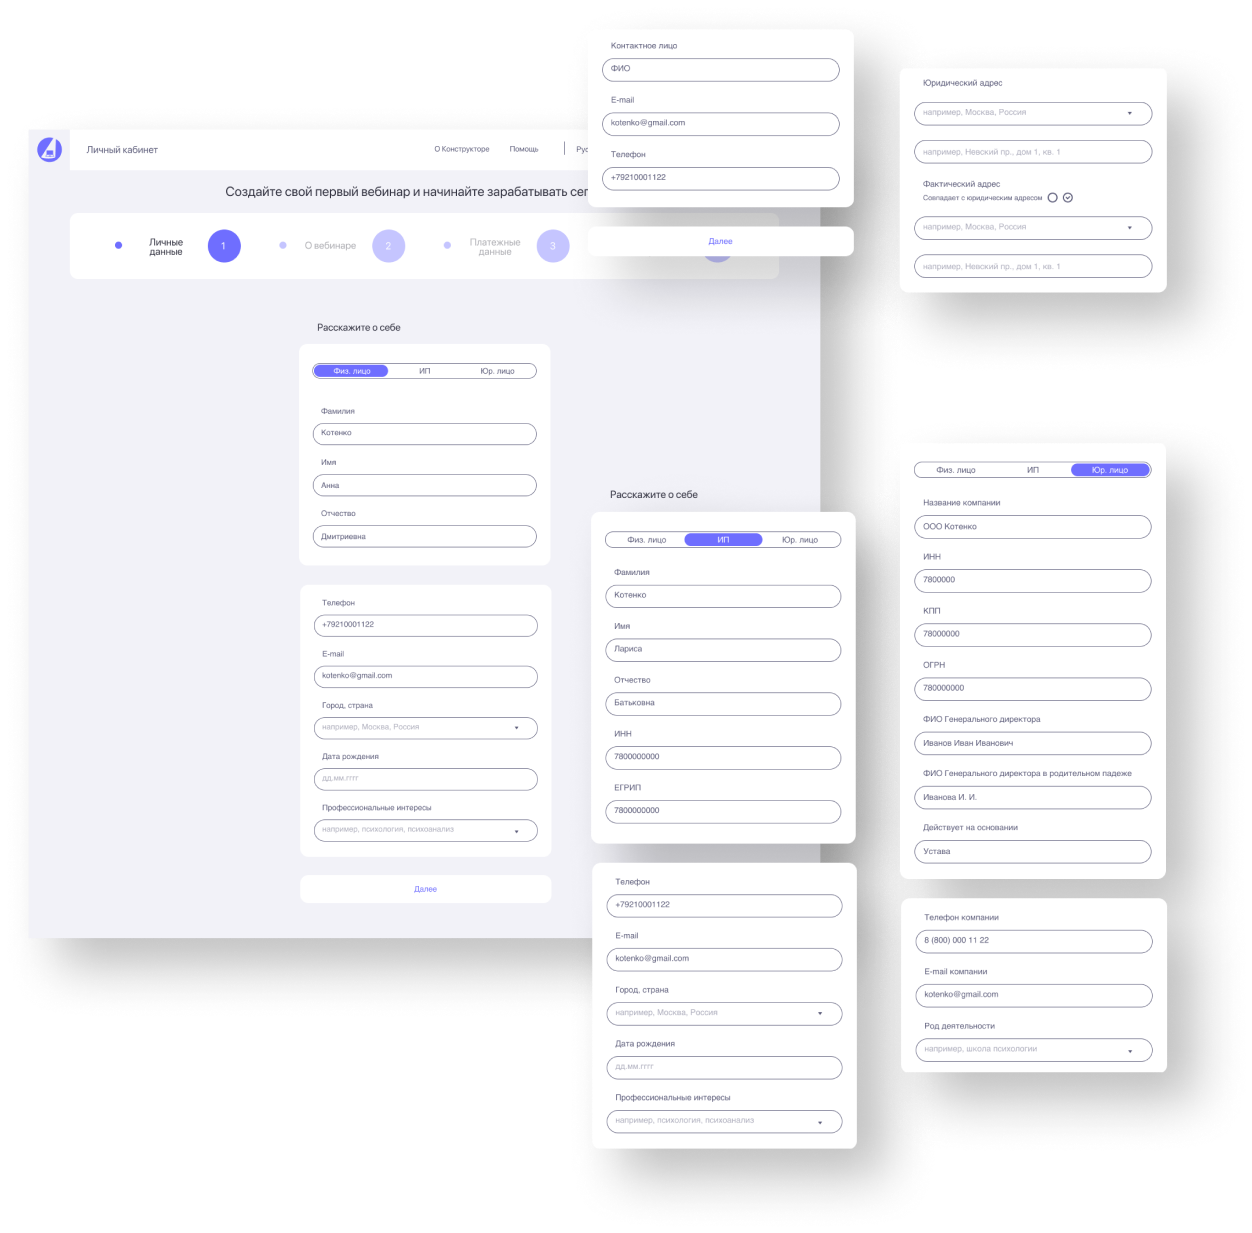 Личный кабинет
О Конструкторе
Помощь
Создайте свой первый вебинар и начинайте зарабатывать
Личные
данные
1
О вебинаре
2
Платежные
данные
3
Расскажите о себе
Физ. лицо
ИП
Юр. лицо
Фамилия
Котенко
Имя
Анна
Отчество
Дмитриевна
Телефон
+79210001122
E-mail
kotenko@gmail.com
Город, страна
например, Москва, Россия
Дата рождения
дд.мм.гггг
Профессиональные интересы
например, психология, психоанализ
Далее
Контактное лицо
ФИО
E-mail
kotenko@gmail.com
Телефон
+79210001122
Далее
Расскажите о себе
Физ. лицо
ИП
Юр. лицо
Фамилия
Котенко
Имя
Лариса
Отчество
Батьковна
ИНН
7800000000
ЕГРИП
7800000000
Телефон
+79210001122
E-mail
kotenko@gmail.com
Город, страна
например, Москва, Россия
Дата рождения
дд.мм.гггг
Профессиональные интересы
например, психология, психоанализ
Юридический адрес
например, Москва, Россия
например, Невский пр., дом 1, кв. 1
Фактический адрес
Совпадает с юридическим адресом
например, Москва, Россия
например, Невский пр., дом 1, кв. 1
Физ. лицо
ИП
Юр. лицо
Название компании
ООО Котенко
ИНН
7800000
КПП
78000000
ОГРН
780000000
ФИО Генерального директора
Иванов Иван Иванович
ФИО Генерального директора в родительном падеже
Иванова И. И.
Действует на основании
Устава
Телефон компании
8 (800) 000 11 22
E-mail компании
kotenko@gmail.com
Род деятельности
например, школа психологии